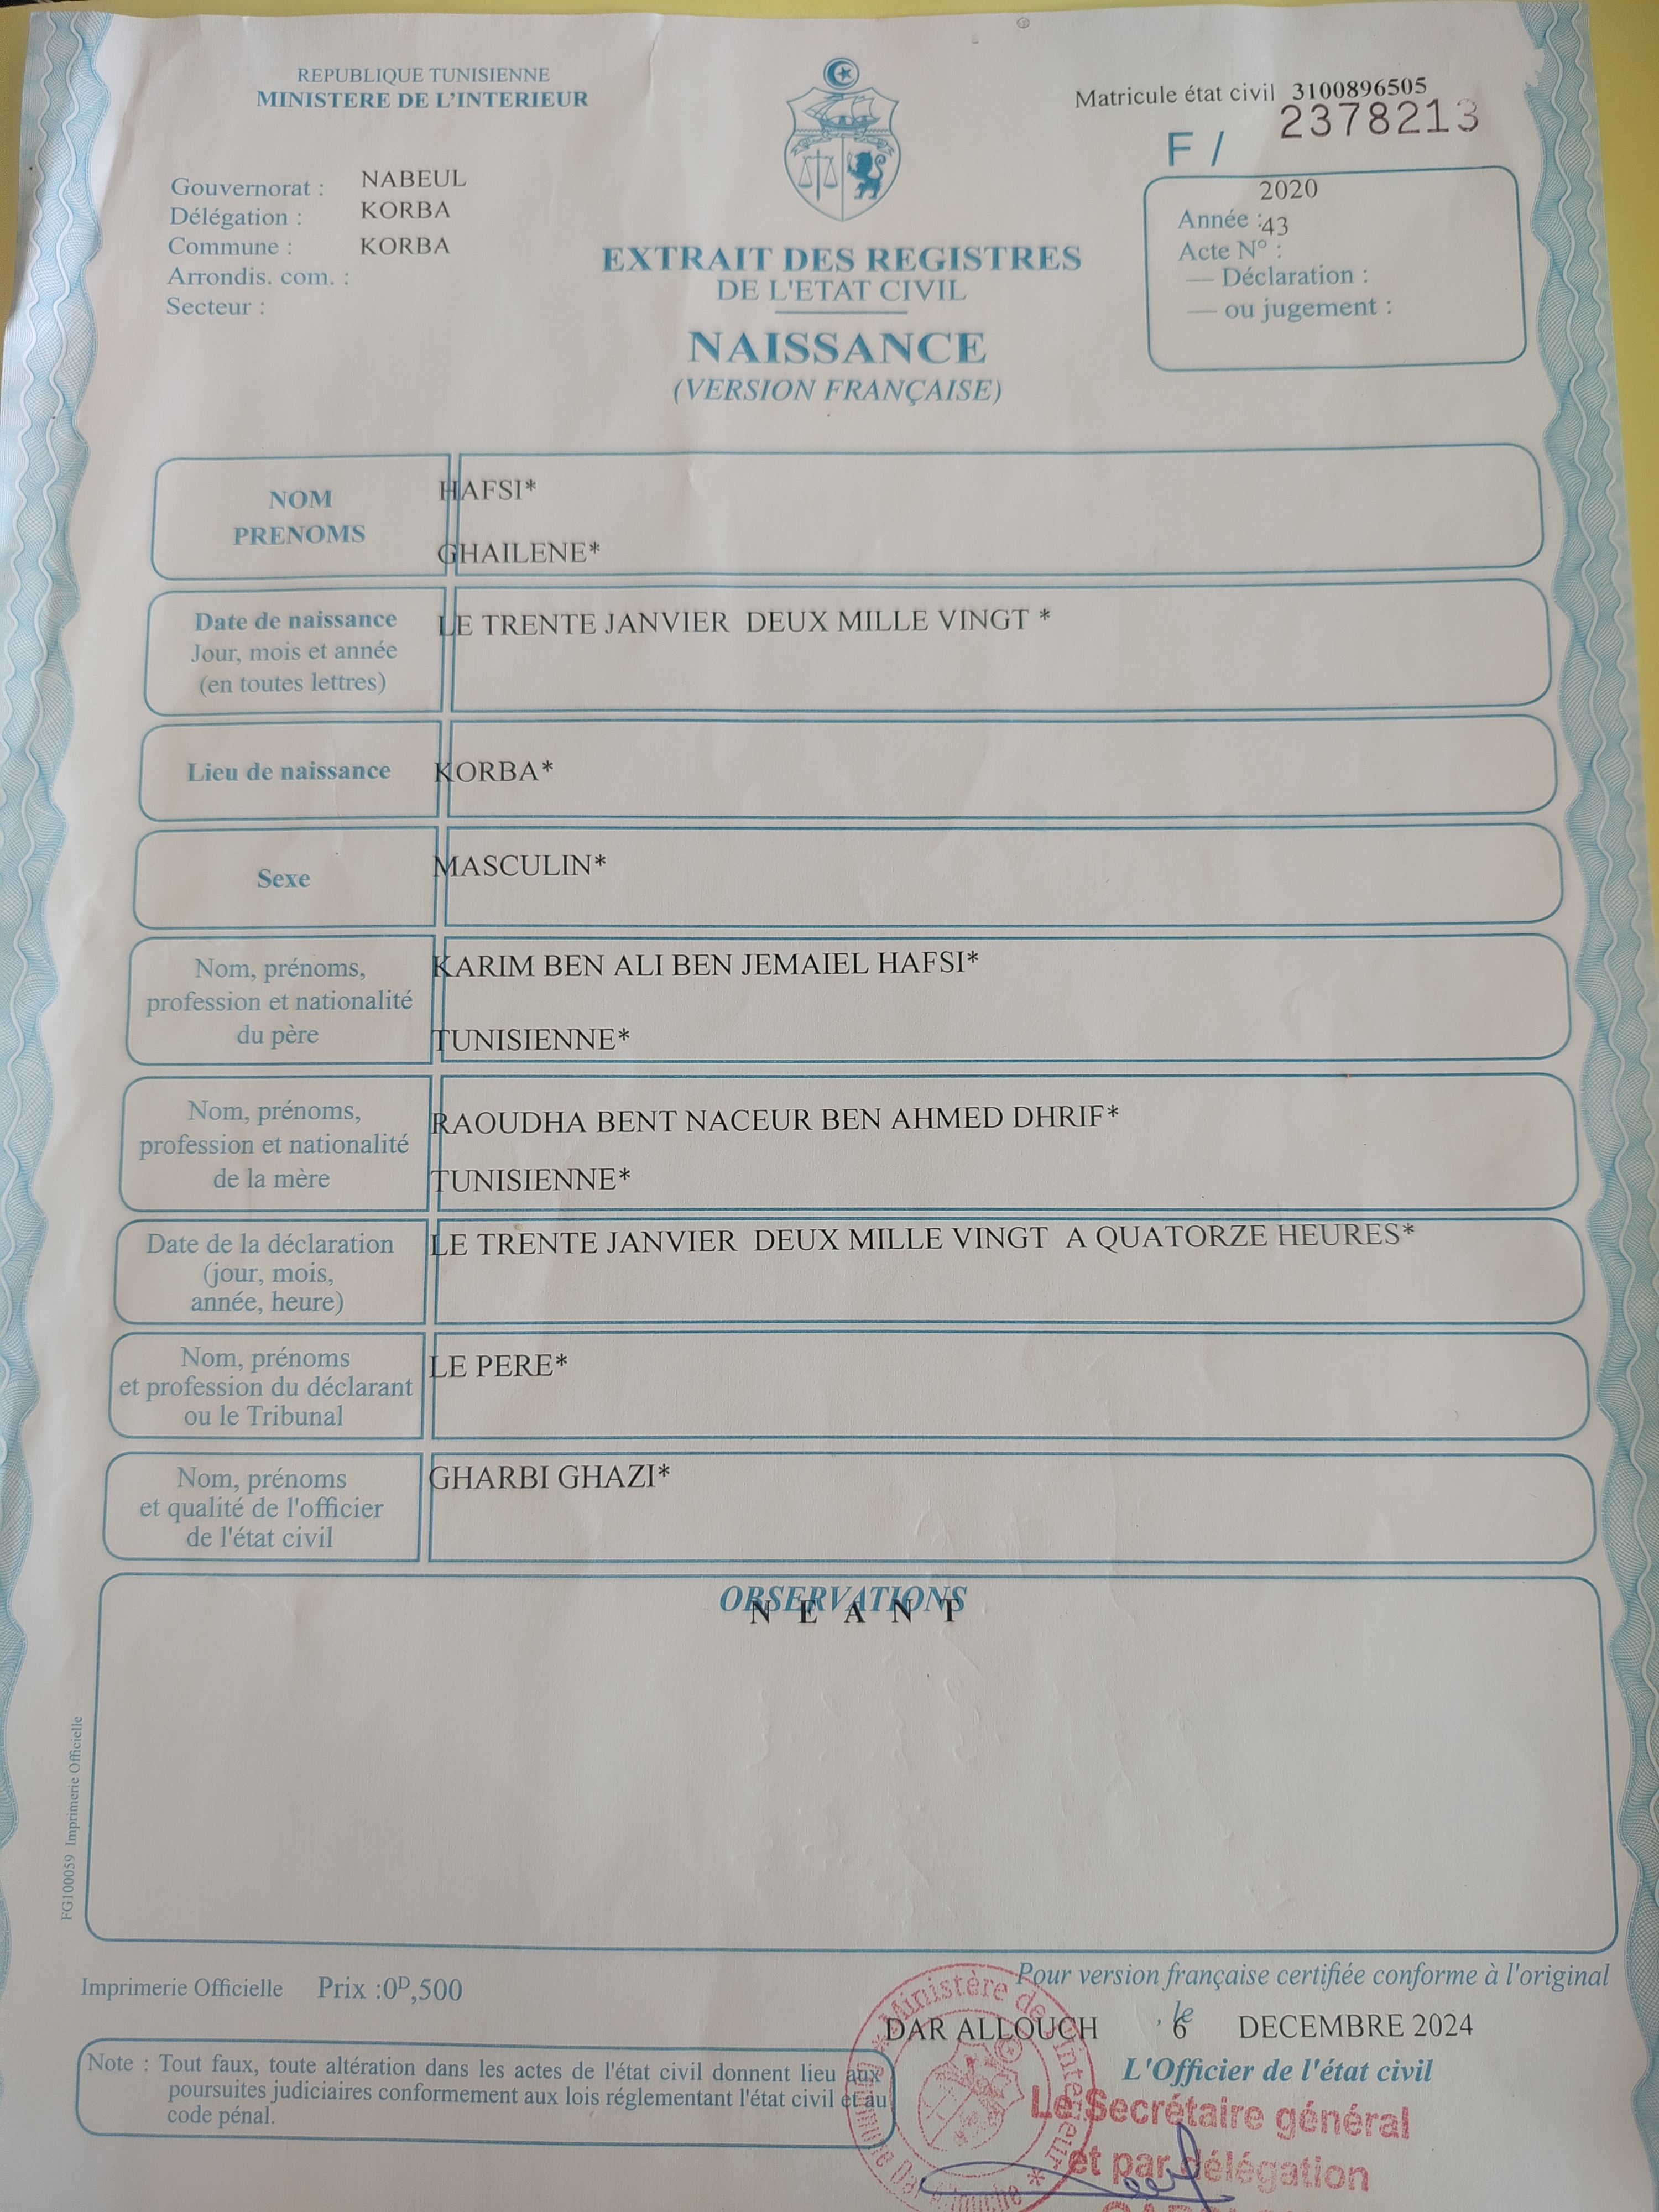 REPUBLIQUE TUNISIENNE
MINISTERE DE L'INTERIEUR
Matricule état civil 3100896505
F / 2378213
Gouvernorat : NABEUL
Délégation : KORBA
Commune : KORBA
Arrondis. com. :
Secteur :
2020
Année :
43
Acte N° :
— Déclaration :
— ou jugement :
EXTRAIT DES REGISTRES
DE L'ETAT CIVIL
NAISSANCE
(VERSION FRANÇAISE)
NOM
PRENOMS
HAFSI*
GHAILENE*
Date de naissance
Jour, mois et année
(en toutes lettres)
LE TRENTE JANVIER DEUX MILLE VINGT *
Lieu de naissance
KORBA*
Sexe
MASCULIN*
Nom, prénoms,
profession et nationalité
du père
KARIM BEN ALI BEN JEMAIEL HAFSI*
TUNISIENNE*
Nom, prénoms,
profession et nationalité
de la mère
RAOUDHA BENT NACEUR BEN AHMED DHRIF*
TUNISIENNE*
Date de la déclaration
(jour, mois,
année, heure)
LE TRENTE JANVIER DEUX MILLE VINGT A QUATORZE HEURES*
Nom, prénoms
et profession du déclarant
ou le Tribunal
LE PERE*
Nom, prénoms
et qualité de l'officier
de l'état civil
GHARBI GHAZI*
OBSERVATIONS
N E A N T
FG100059 Imprimerie Officielle
Imprimerie Officielle Prix :0ᴰ,500
Pour version française certifiée conforme à l'original
DAR ALLOUCH , le 6 DECEMBRE 2024
L'Officier de l'état civil
Note : Tout faux, toute altération dans les actes de l'état civil donnent lieu aux
poursuites judiciaires conformement aux lois réglementant l'état civil et au
code pénal.
Ministère de l'interieur
Le Secrétaire général
et par délégation